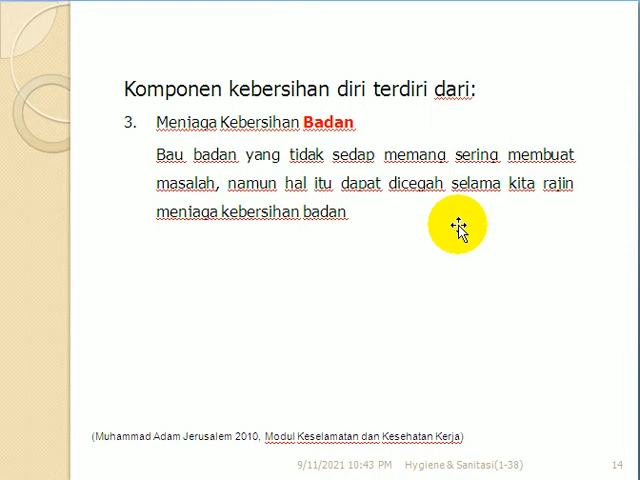 Komponen kebersihan diri terdiri dari:
3. Menjaga Kebersihan Badan
Bau badan yang tidak sedap memang sering membuat
masalah, namun hal itu dapat dicegah selama kita rajin
menjaga kebersihan badan
(Muhammad Adam Jerusalem 2010, Modul Keselamatan dan Kesehatan Kerja)
9/11/2021 10:43 PM Hygiene & Sanitasi(1-38) 14